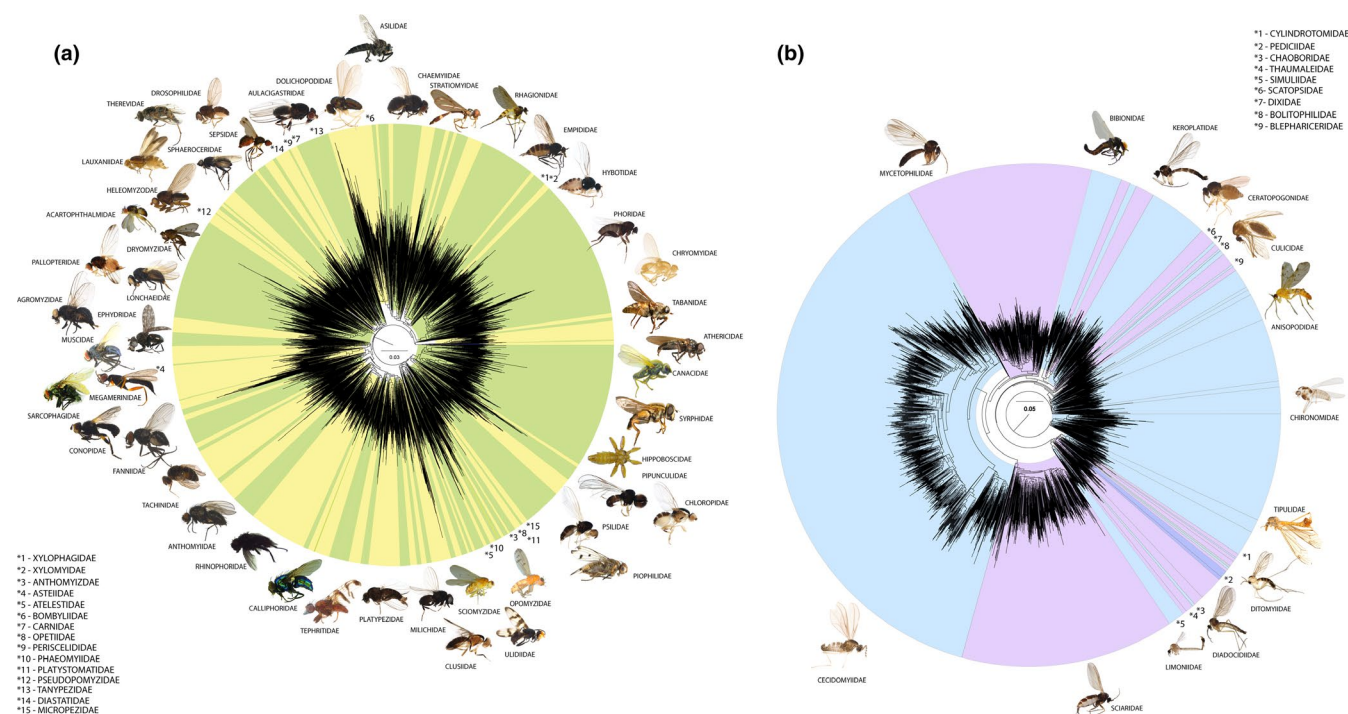 (a)
ASILIDAE
DOLICHOPODIDAE
CHAEMYIIDAE
DROSOPHILIDAE
AULACIGASTRIDAE
STRATIOMYIDAE
THEREVIDAE
RHAGIONIDAE
*6
*13
SEPSIDAE
*7
*9
*14
EMPIDIDAE
SPHAEROCERIDAE
LAUXANIIDAE
*1
*2
HYBOTIDAE
HELEOMYZODAE
ACARTOPHTHALMIDAE
*12
PHORIDAE
DRYOMYZIDAE
CHRYOMYIDAE
PALLOPTERIDAE
LONCHAEIDAE
TABANIDAE
AGROMYZIDAE
EPHYDRIDAE
MUSCIDAE
ATHERICIDAE
0.03
*4
CANACIDAE
MEGAMERINIDAE
SARCOPHAGIDAE
SYRPHIDAE
CONOPIDAE
HIPPOBOSCIDAE
FANNIIDAE
PIPUNCULIDAE
CHLOROPIDAE
TACHINIDAE
PSILIDAE
ANTHOMYIIDAE
*15
*8
*3
*11
*10
*5
RHINOPHORIDAE
PIOPHILIDAE
CALLIPHORIDAE
SCIOMYZIDAE
OPOMYZIDAE
TEPHRITIDAE
PLATYPEZIDAE
MILICHIDAE
CLUSIIDAE
ULIDIIDAE
*1 - XYLOPHAGIDAE
*2 - XYLOMYIDAE
*3 - ANTHOMYIZDAE
*4 - ASTEIIDAE
*5 - ATELESTIDAE
*6 - BOMBYLIIDAE
*7 - CARNIDAE
*8 - OPETIIDAE
*9 - PERISCELIDIDAE
*10 - PHAEOMYIIDAE
*11 - PLATYSTOMATIDAE
*12 - PSEUDOPOMYZIDAE
*13 - TANYPEZIDAE
*14 - DIASTATIDAE
*15 - MICROPEZIDAE
(b)
*1 - CYLINDROTOMIDAE
*2 - PEDICIIDAE
*3 - CHAOBORIDAE
*4 - THAUMALEIDAE
*5 - SIMULIIDAE
*6- SCATOPSIDAE
*7 - DIXIDAE
*8 - BOLITOPHILIDAE
*9 - BLEPHARICERIDAE
BIBIONIDAE
KEROPLATIDAE
MYCETOPHILIDAE
CERATOPOGONIDAE
CULICIDAE
*6
*7
*8
*9
ANISOPODIDAE
CHIRONOMIDAE
0.05
TIPULIDAE
*1
*2
DITOMYIIDAE
*3
*4
*5
DIADOCIDIIDAE
LIMONIIDAE
CECIDOMYIIDAE
SCIARIDAE